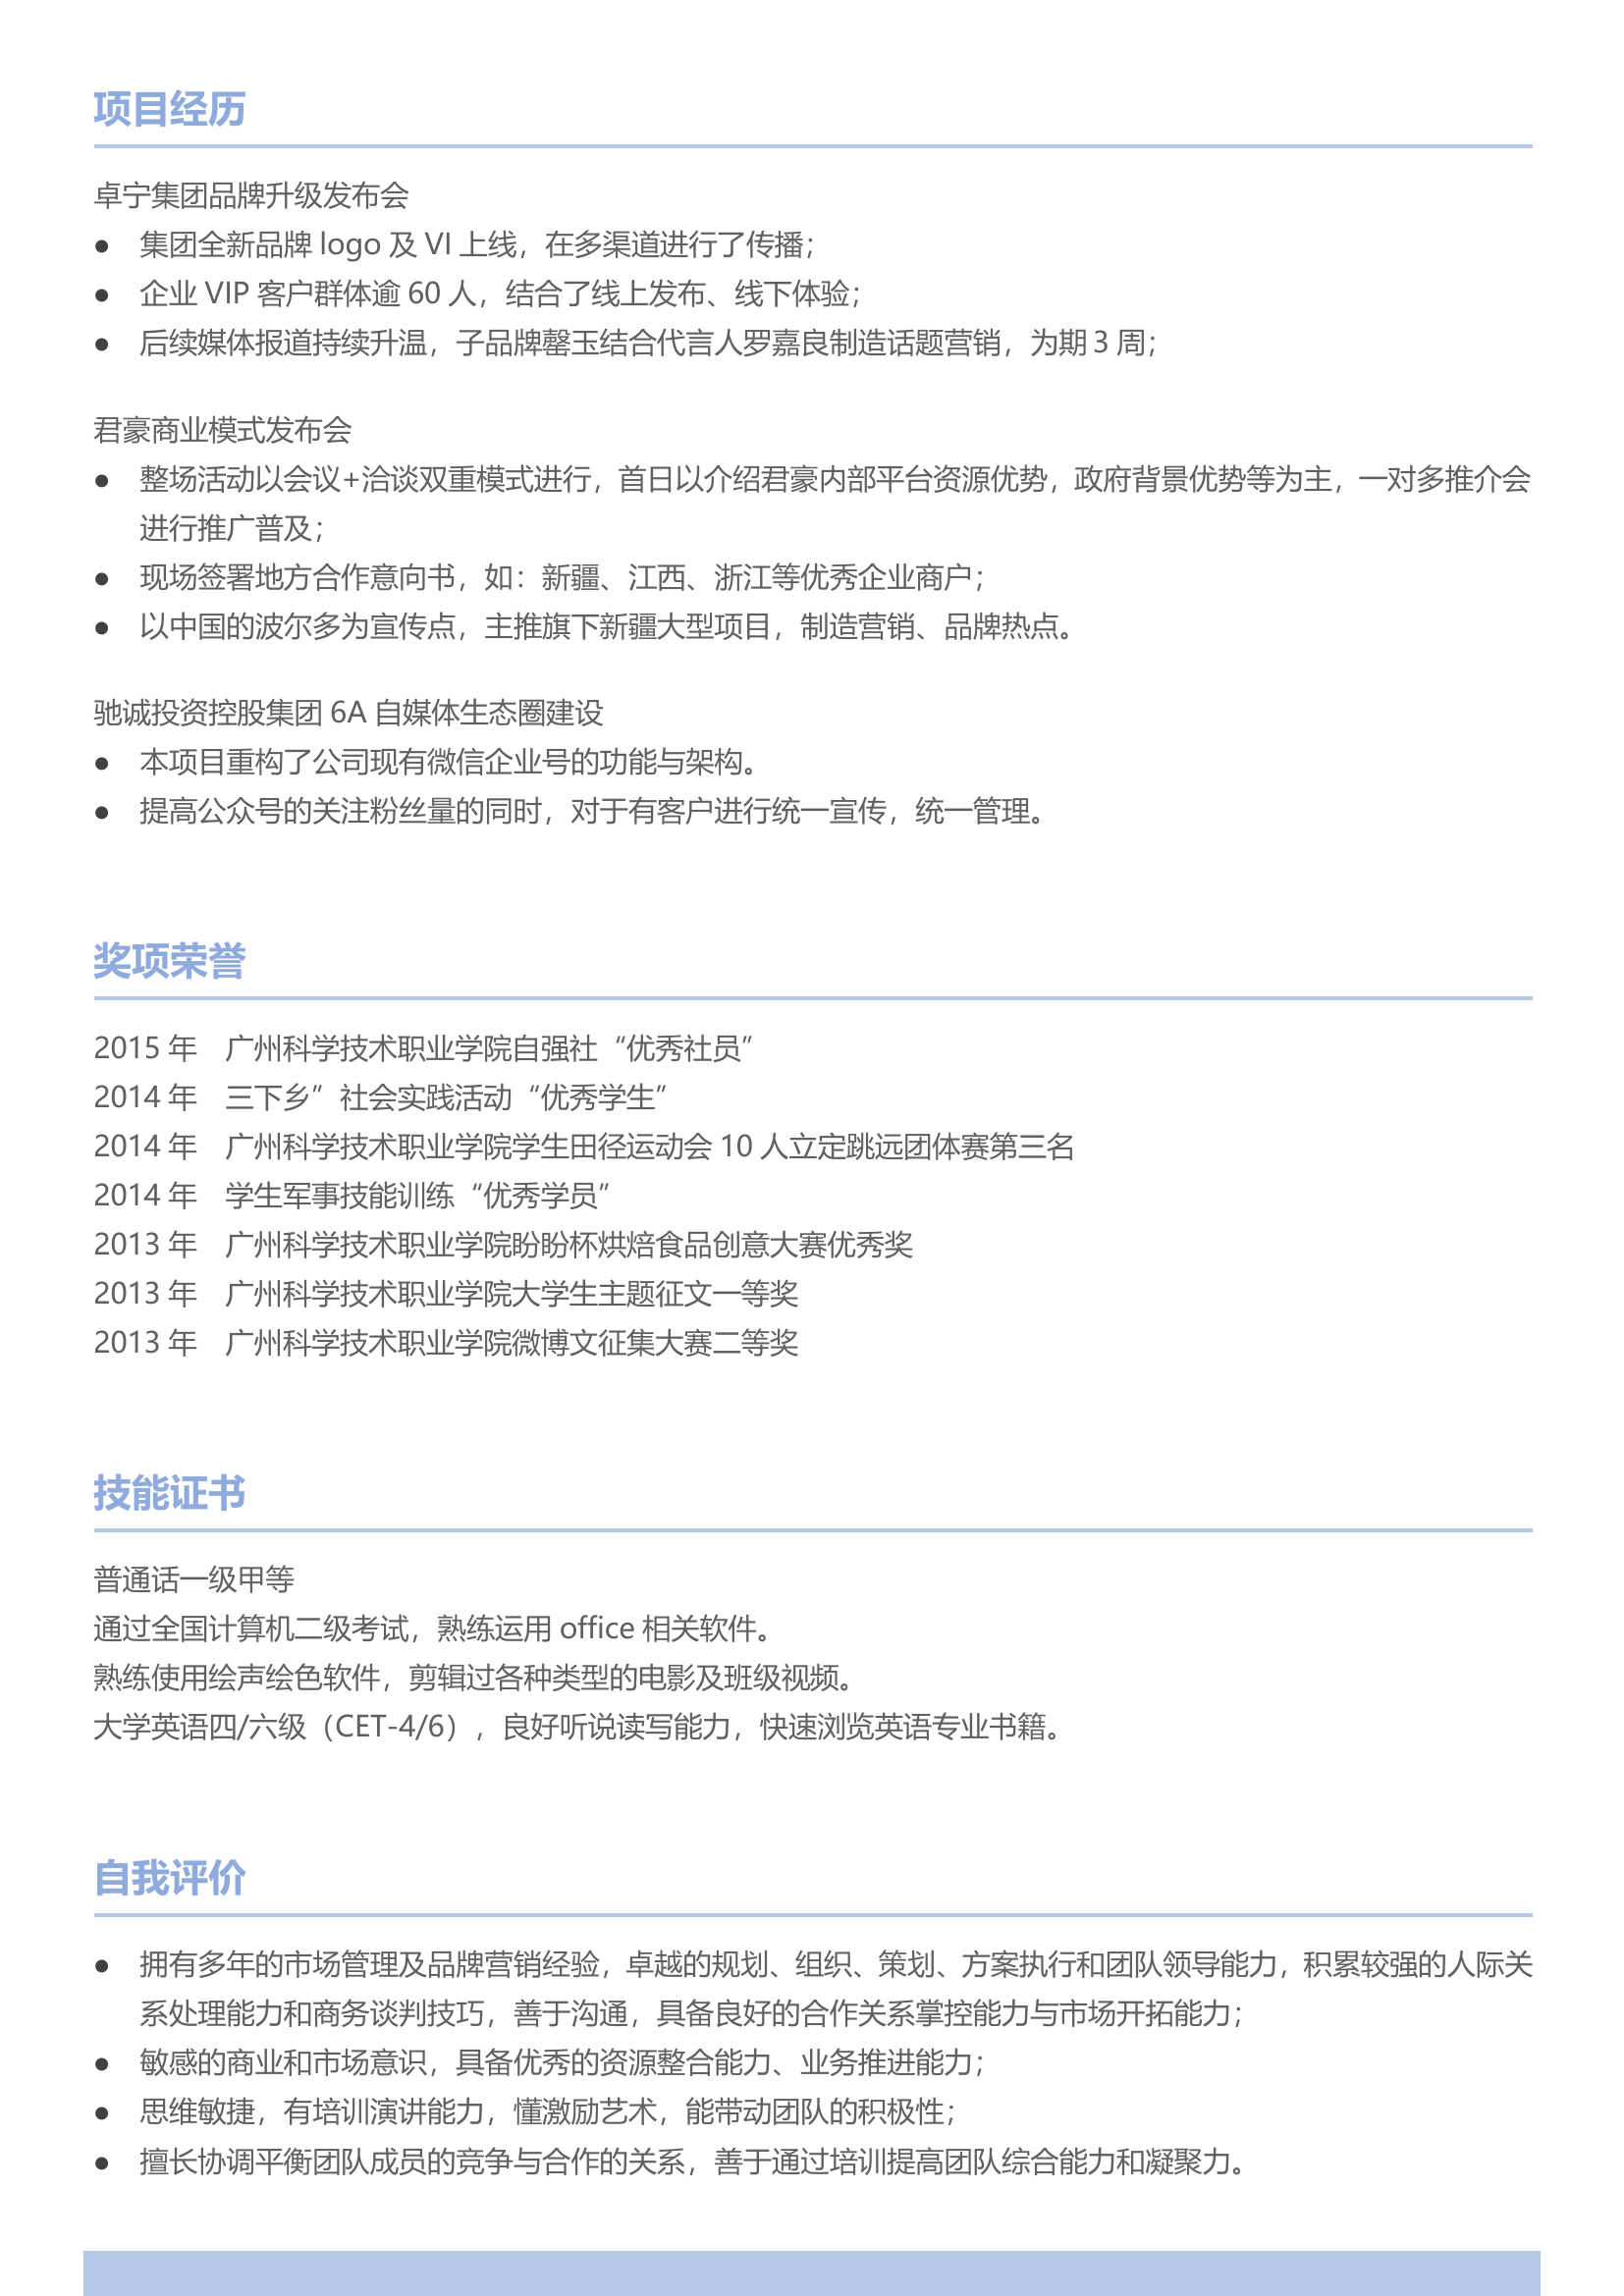 项目经历
卓宁集团品牌升级发布会
● 集团全新品牌 logo 及 VI 上线，在多渠道进行了传播；
● 企业 VIP 客户群体逾 60 人，结合了线上发布、线下体验；
● 后续媒体报道持续升温，子品牌罄玉结合代言人罗嘉良制造话题营销，为期 3 周；
君豪商业模式发布会
● 整场活动以会议+洽谈双重模式进行，首日以介绍君豪内部平台资源优势，政府背景优势等为主，一对多推介会
进行推广普及；
● 现场签署地方合作意向书，如：新疆、江西、浙江等优秀企业商户；
● 以中国的波尔多为宣传点，主推旗下新疆大型项目，制造营销、品牌热点。
驰诚投资控股集团 6A 自媒体生态圈建设
● 本项目重构了公司现有微信企业号的功能与架构。
● 提高公众号的关注粉丝量的同时，对于有客户进行统一宣传，统一管理。
奖项荣誉
2015 年 广州科学技术职业学院自强社“优秀社员”
2014 年 三下乡”社会实践活动“优秀学生”
2014 年 广州科学技术职业学院学生田径运动会 10 人立定跳远团体赛第三名
2014 年 学生军事技能训练“优秀学员”
2013 年 广州科学技术职业学院盼盼杯烘焙食品创意大赛优秀奖
2013 年 广州科学技术职业学院大学生主题征文一等奖
2013 年 广州科学技术职业学院微博文征集大赛二等奖
技能证书
普通话一级甲等
通过全国计算机二级考试，熟练运用 office 相关软件。
熟练使用绘声绘色软件，剪辑过各种类型的电影及班级视频。
大学英语四/六级（CET-4/6），良好听说读写能力，快速浏览英语专业书籍。
自我评价
● 拥有多年的市场管理及品牌营销经验，卓越的规划、组织、策划、方案执行和团队领导能力，积累较强的人际关
系处理能力和商务谈判技巧，善于沟通，具备良好的合作关系掌控能力与市场开拓能力；
● 敏感的商业和市场意识，具备优秀的资源整合能力、业务推进能力；
● 思维敏捷，有培训演讲能力，懂激励艺术，能带动团队的积极性；
● 擅长协调平衡团队成员的竞争与合作的关系，善于通过培训提高团队综合能力和凝聚力。